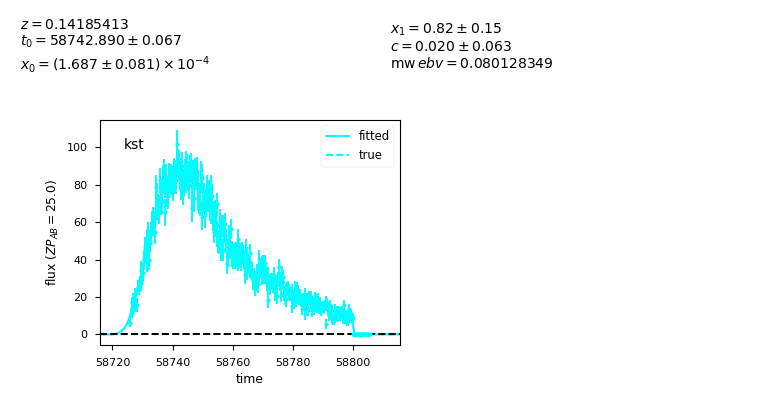 z = 0.14185413
t₀ = 58742.890 ± 0.067
x₀ = (1.687 ± 0.081) × 10⁻⁴
x₁ = 0.82 ± 0.15
c = 0.020 ± 0.063
mw ebv = 0.080128349
kst
fitted
true
100
80
60
40
20
0
flux (ZP_AB = 25.0)
58720 58740 58760 58780 58800
time